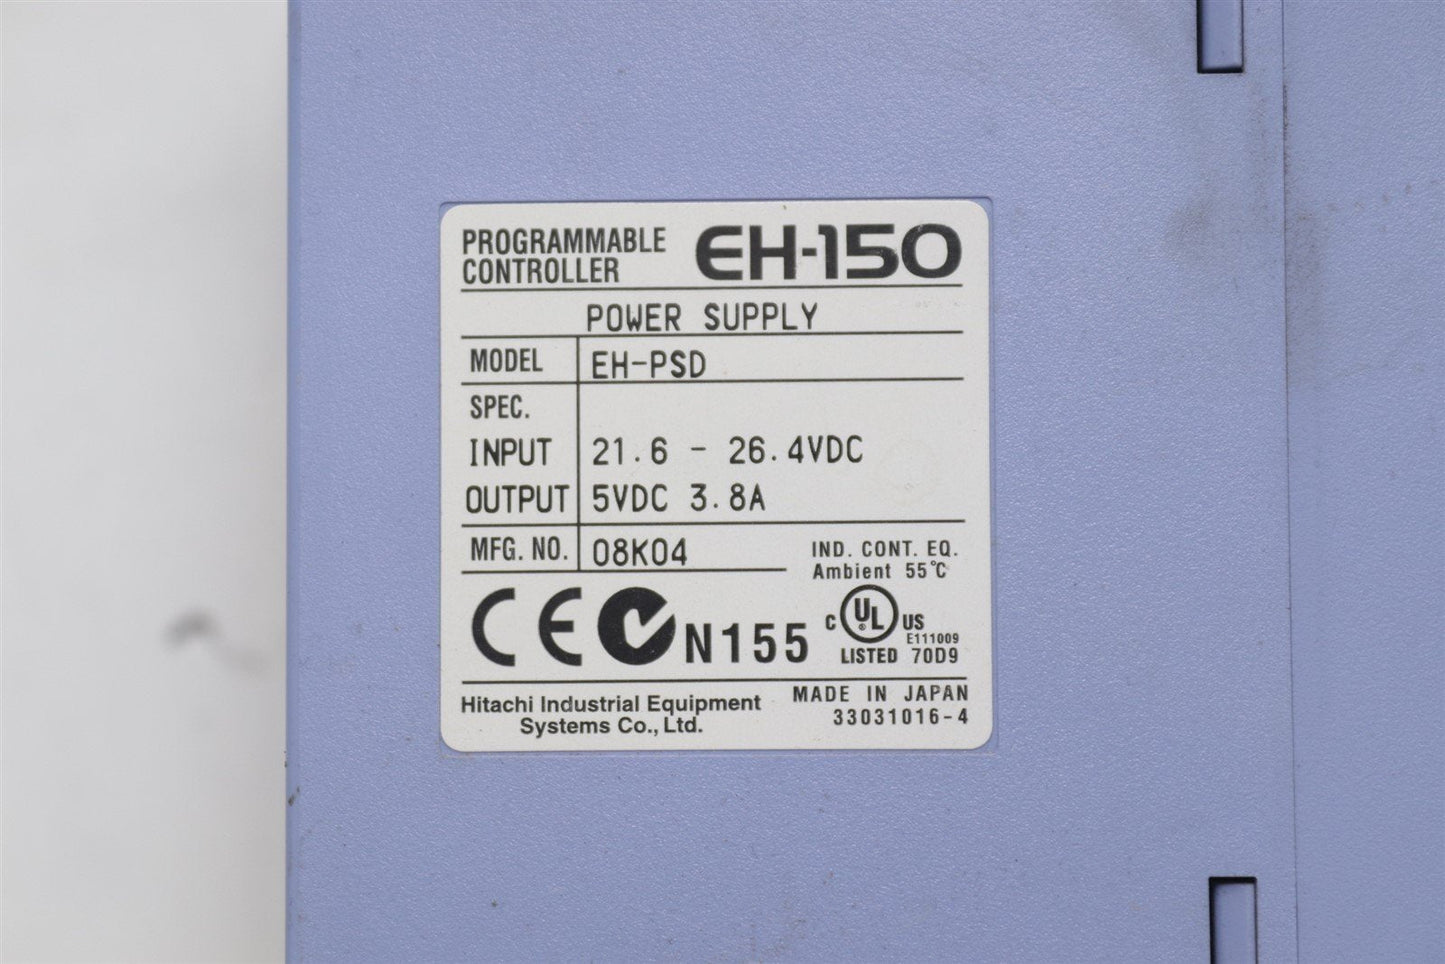 PROGRAMMABLE
CONTROLLER
EH-150
POWER SUPPLY
MODEL EH-PSD
SPEC.
INPUT 21.6 - 26.4VDC
OUTPUT 5VDC 3.8A
MFG. NO. 08K04
IND. CONT. EQ.
Ambient 55℃
CE N155
C UL ® US
E111009
LISTED 70D9
Hitachi Industrial Equipment
Systems Co., Ltd.
MADE IN JAPAN
33031016-4